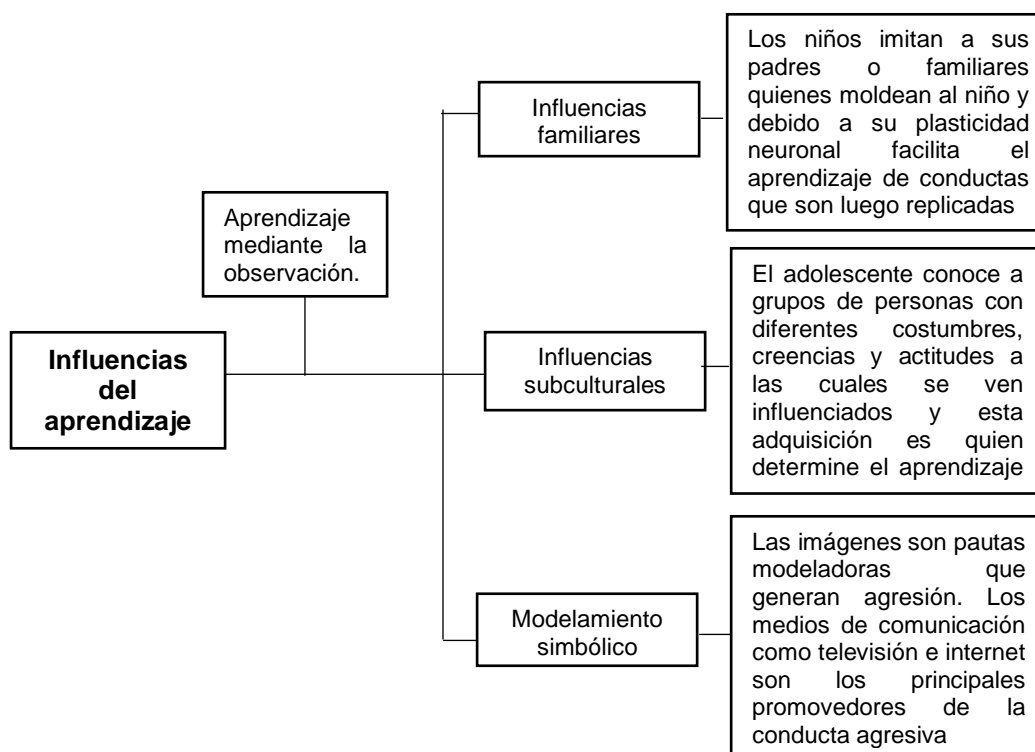 Influencias
del
aprendizaje
Aprendizaje
mediante la
observación.
Influencias
familiares
Los niños imitan a sus
padres o familiares
quienes moldean al niño y
debido a su plasticidad
neuronal facilita el
aprendizaje de conductas
que son luego replicadas
Influencias
subculturales
El adolescente conoce a
grupos de personas con
diferentes costumbres,
creencias y actitudes a
las cuales se ven
influenciados y esta
adquisición es quien
determine el aprendizaje
Modelamiento
simbólico
Las imágenes son pautas
modeladoras que
generan agresión. Los
medios de comunicación
como televisión e internet
son los principales
promovedores de la
conducta agresiva